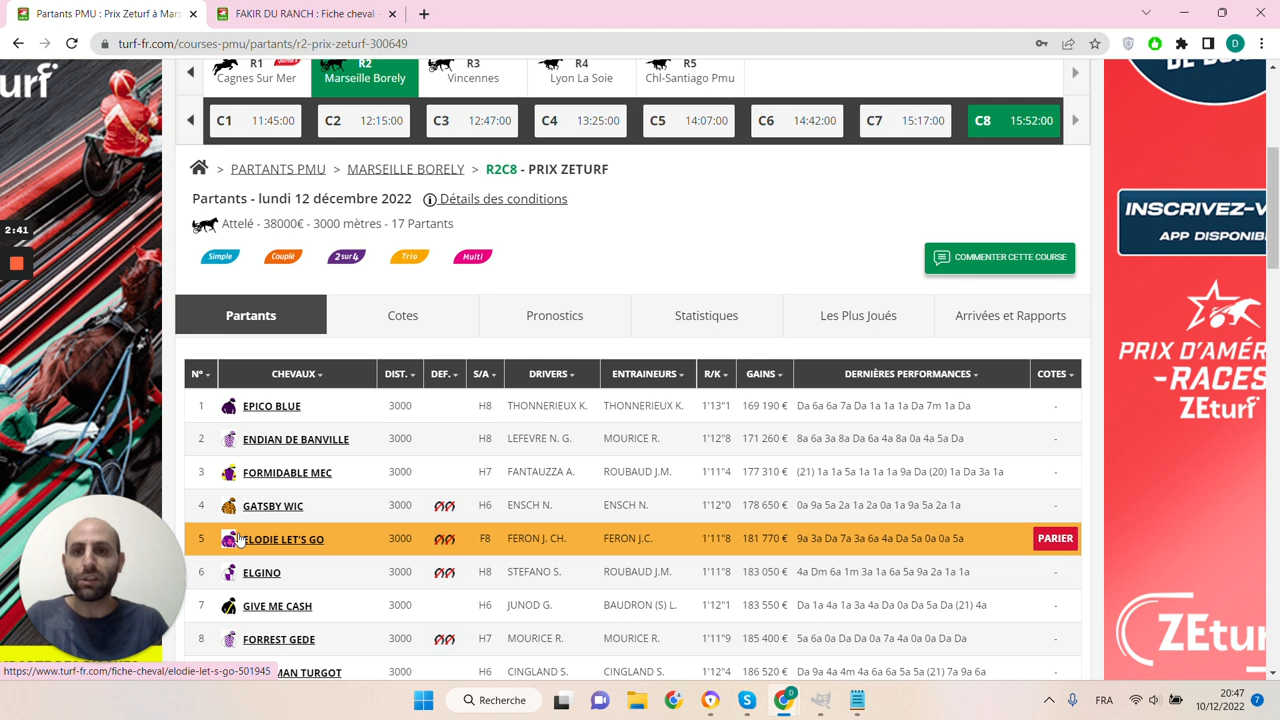 Partants PMU : Prix Zeturf à Mars
FAKIR DU RANCH : Fiche cheval
turf-fr.com/courses-pmu/partants/r2-prix-zeturf-300649
urf
R1 R2 R3 R4 R5
Cagnes Sur Mer Marseille Borely Vincennes Lyon La Soie Chl-Santiago Pmu
C1 11:45:00 C2 12:15:00 C3 12:47:00 C4 13:25:00 C5 14:07:00 C6 14:42:00 C7 15:17:00 C8 15:52:00
> PARTANTS PMU > MARSEILLE BORELY > R2C8 - PRIX ZETURF
Partants - lundi 12 décembre 2022 Détails des conditions
Attelé - 38000€ - 3000 mètres - 17 Partants
Simple Couplé 2sur4 Trio Multi
COMMENTER CETTE COURSE
Partants Cotes Pronostics Statistiques Les Plus Joués Arrivées et Rapports
N° CHEVAUX DIST. DEF. S/A DRIVERS ENTRAINEURS R/K GAINS DERNIÈRES PERFORMANCES COTES
1 EPICO BLUE 3000 H8 THONNERIEUX K. THONNERIEUX K. 1'13"1 169 190 € Da 6a 6a 7a Da 1a 1a 1a Da 7m 1a Da -
2 ENDIAN DE BANVILLE 3000 H8 LEFEVRE N. G. MOURICE R. 1'12"8 171 260 € 8a 6a 3a 8a Da 6a 4a 8a 0a 4a 5a Da -
3 FORMIDABLE MEC 3000 H7 FANTAUZZA A. ROUBAUD J.M. 1'11"4 177 310 € (21) 1a 1a 5a 1a 1a 1a 9a Da (20) 1a Da 3a 1a -
4 GATSBY WIC 3000 H6 ENSCH N. ENSCH N. 1'12"0 178 650 € 0a 9a 5a 2a 1a 0a 2a 1a 9a 5a 2a 1a -
5 ELODIE LET'S GO 3000 F8 FERON J. CH. FERON J.C. 1'11"8 181 770 € 9a 3a Da 7a 3a 6a 4a Da 5a 0a 0a 5a PARIER
6 ELGINO 3000 H8 STEFANO S. ROUBAUD J.M. 1'11"8 183 050 € 4a Dm 6a 1m 3a 1a 6a 5a 9a 2a 1a 1a -
7 GIVE ME CASH 3000 H6 JUNOD G. BAUDRON (S) L. 1'12"1 183 550 € Da 1a 4a 1a 3a 4a Da 0a Da 5a Da (21) 4a -
8 FORREST GEDE 3000 H7 MOURICE R. MOURICE R. 1'11"9 185 400 € 5a 6a 0a Da Da 0a 7a 4a 0a 0a Da Da -
MAN TURGOT 3000 H6 CINGLAND S. CINGLAND S. 1'12"1 186 520 € Da 9a 4a 4m 4a 6a 5a 5a (21) 7a 9a 6a -
2:41
INSCRIVEZ-V
APP DISPONIB
PRIX D'AMÉR
-RACES
ZEturf
ZEtur
https://www.turf-fr.com/fiche-cheval/elodie-let-s-go-501945
Recherche
FRA
20:47
10/12/2022
7